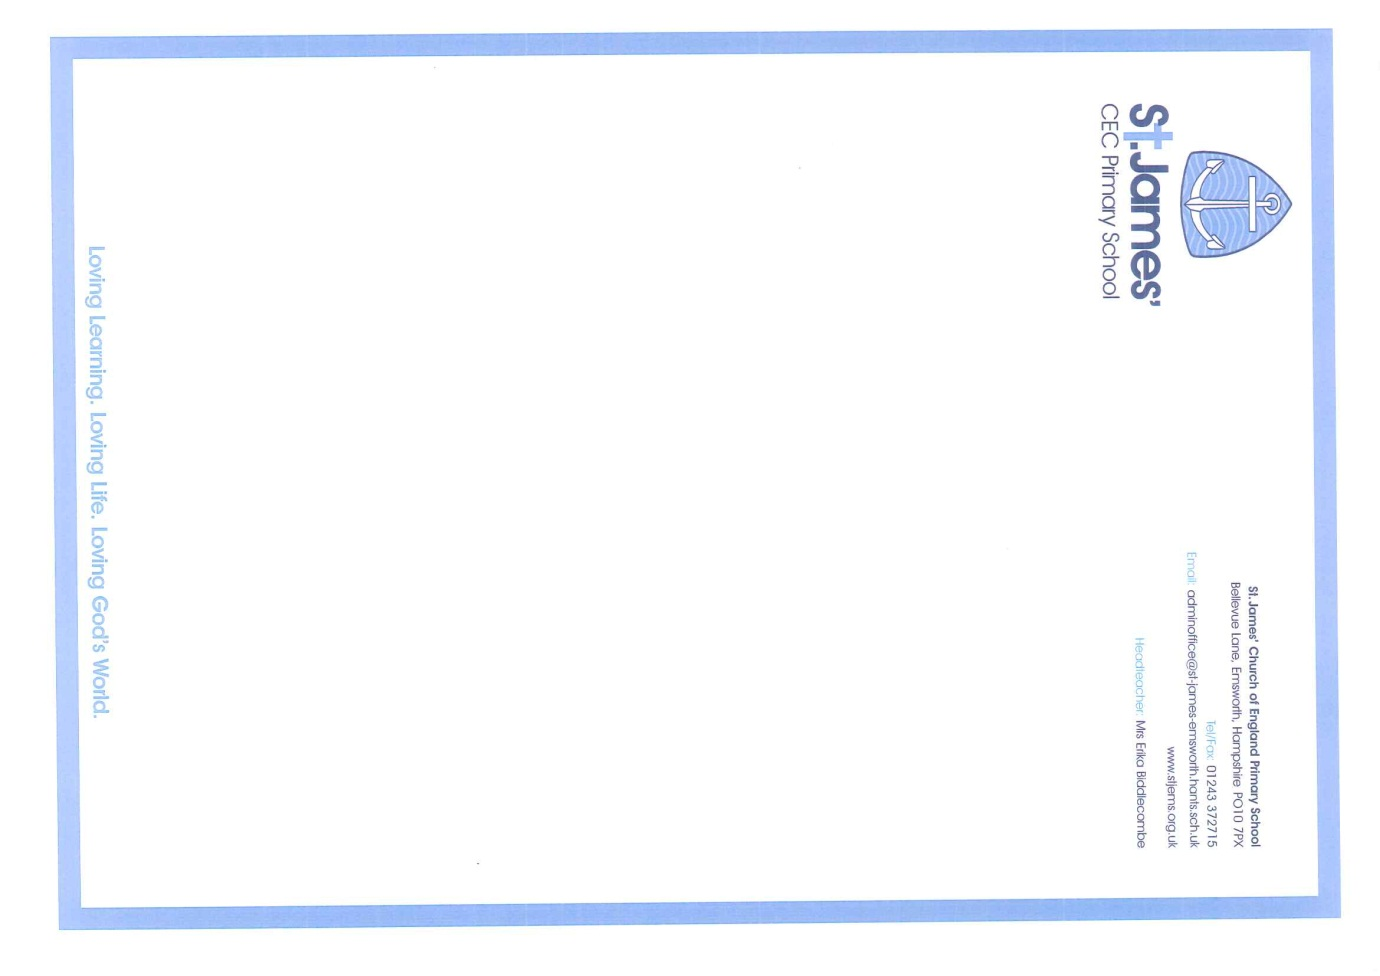 St.James'
CEC Primary School
St.James' Church of England Primary School
Bellevue Lane, Emsworth, Hampshire PO10 7PX
Tel/Fax: 01243 372715
Email: adminoffice@st-james-emsworth.hants.sch.uk
www.stjems.org.uk
Headteacher: Mrs Erika Biddlecombe
Loving Learning. Loving Life. Loving God's World.